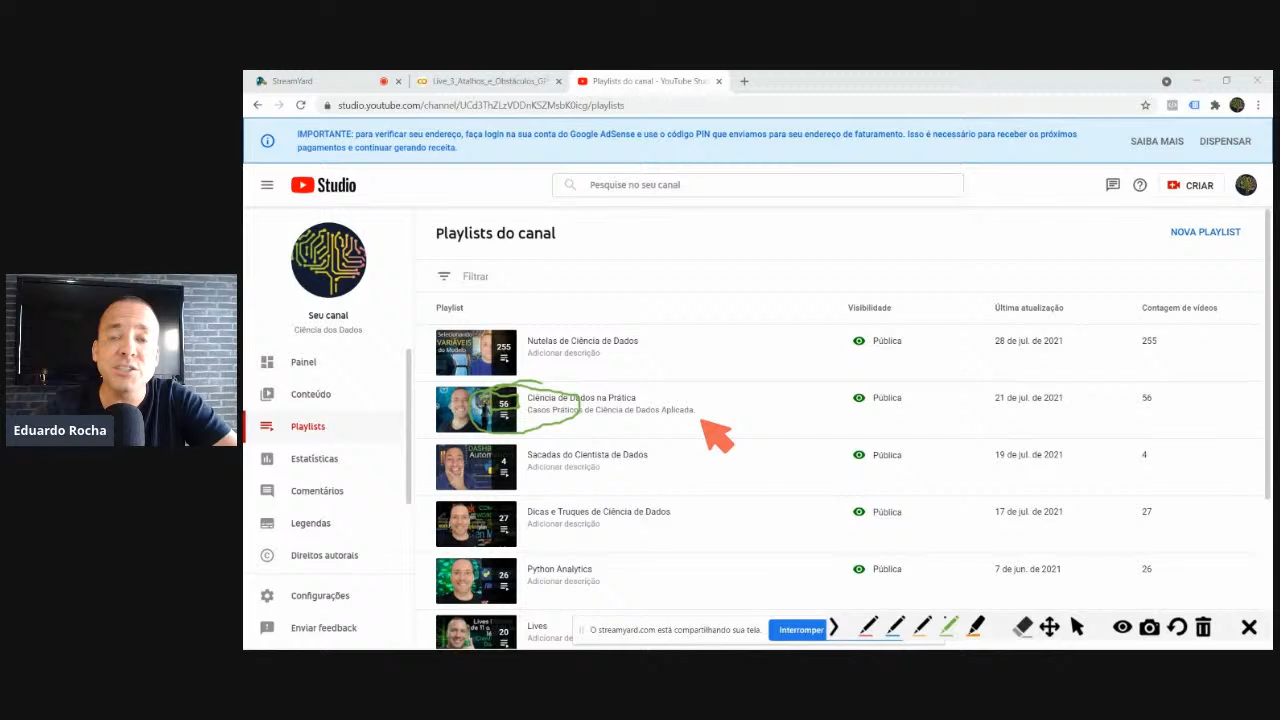 StreamYard
Live_3_Atalhos_e_Obstáculos_GP
Playlists do canal - YouTube Stu
studio.youtube.com/channel/UCd3ThZLzVDDnKSZMsbK0icg/playlists
IMPORTANTE: para verificar seu endereço, faça login na sua conta do Google AdSense e use o código PIN que enviamos para seu endereço de faturamento. Isso é necessário para receber os próximos
pagamentos e continuar gerando receita.
SAIBA MAIS
DISPENSAR
Studio
Pesquise no seu canal
CRIAR
Seu canal
Ciência dos Dados
Painel
Conteúdo
Playlists
Estatísticas
Comentários
Legendas
Direitos autorais
Configurações
Enviar feedback
Playlists do canal
NOVA PLAYLIST
Filtrar
Playlist Visibilidade Última atualização Contagem de vídeos
Selecionando
VARIÁVEIS
do Modelo
255
Nutelas de Ciência de Dados
Adicionar descrição
Pública 28 de jul. de 2021 255
56
Ciência de Dados na Prática
Casos Práticos de Ciência de Dados Aplicada.
Pública 21 de jul. de 2021 56
4
Sacadas do Cientista de Dados
Adicionar descrição
Pública 19 de jul. de 2021 4
27
Dicas e Truques de Ciência de Dados
Adicionar descrição
Pública 17 de jul. de 2021 27
26
Python Analytics
Adicionar descrição
Pública 7 de jun. de 2021 26
20
Lives
Adicionar de
O streamyard.com está compartilhando sua tela.
Interromper
Eduardo Rocha